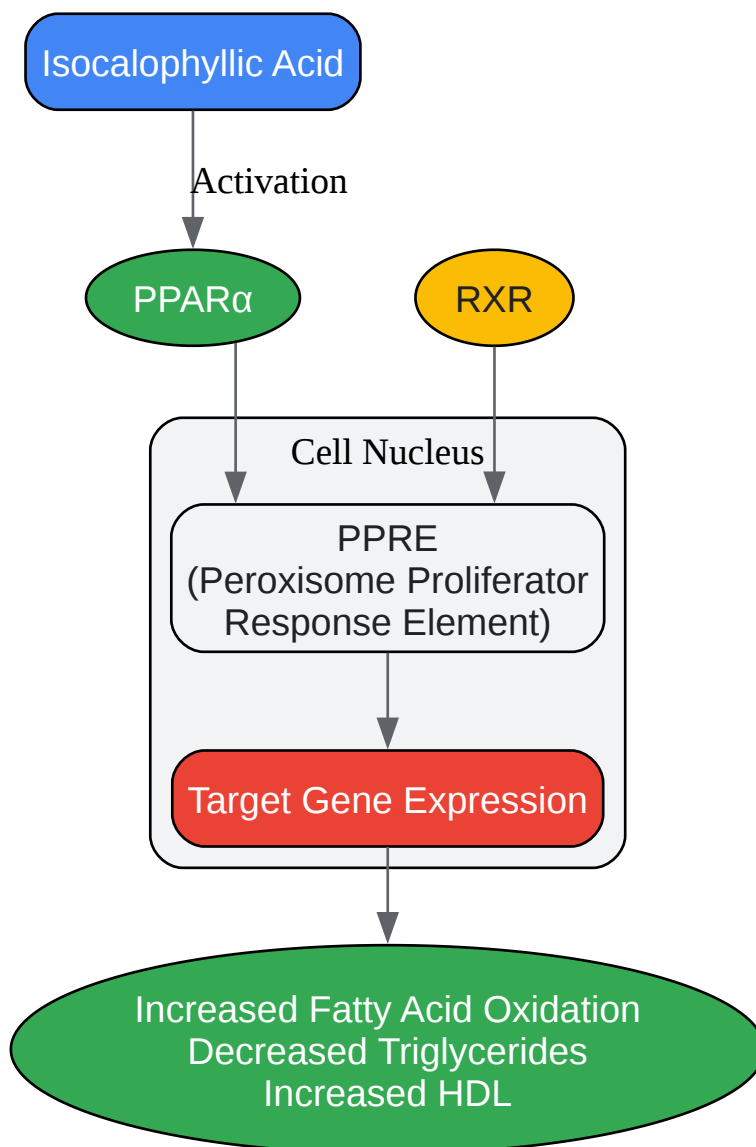 Isocalophyllic Acid
Activation
PPARα
RXR
Cell Nucleus
PPRE
(Peroxisome Proliferator
Response Element)
Target Gene Expression
Increased Fatty Acid Oxidation
Decreased Triglycerides
Increased HDL